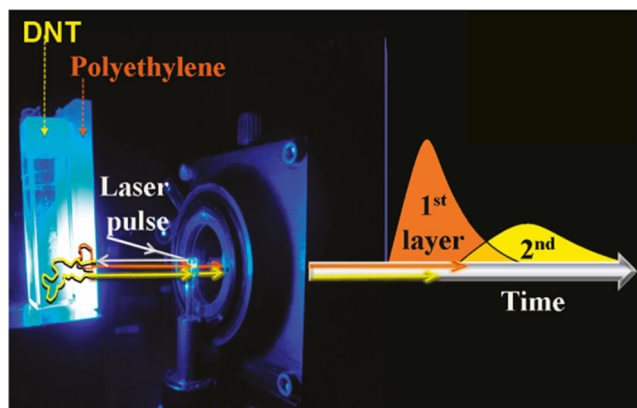 DNT
Polyethylene
Laser
pulse
1st
layer
2nd
Time